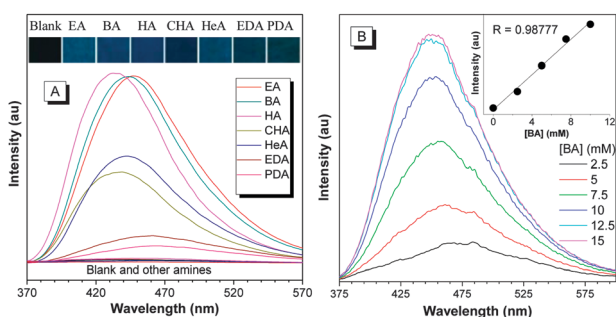 Blank EA BA HA CHA HeA EDA PDA
A
EA
BA
HA
CHA
HeA
EDA
PDA
Blank and other amines
Intensity (au)
370 420 470 520 570
Wavelength (nm)
B
R = 0.98777
Intensity (au)
0 4 8 12
[BA] (mM)
[BA] (mM)
2.5
5
7.5
10
12.5
15
Intensity (au)
375 425 475 525 575
Wavelength (nm)